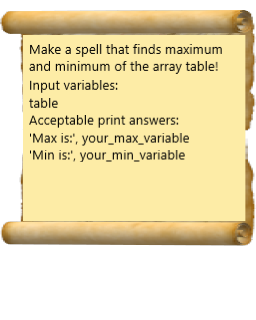 Make a spell that finds maximum
and minimum of the array table!
Input variables:
table
Acceptable print answers:
'Max is:', your_max_variable
'Min is:', your_min_variable